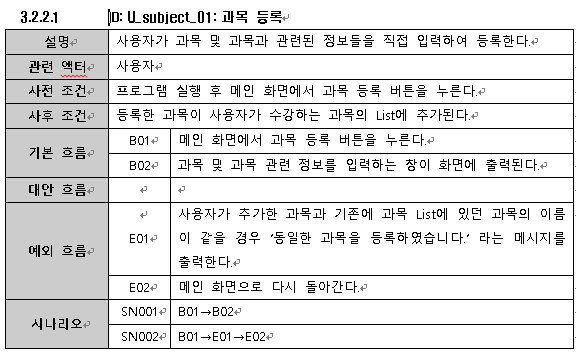 3.2.2.1 ID: U_subject_01: 과목 등록
설명 사용자가 과목 및 과목과 관련된 정보들을 직접 입력하여 등록한다.
관련 액터 사용자
사전 조건 프로그램 실행 후 메인 화면에서 과목 등록 버튼을 누른다.
사후 조건 등록한 과목이 사용자가 수강하는 과목의 List에 추가된다.
기본 흐름 B01 메인 화면에서 과목 등록 버튼을 누른다.
B02 과목 및 과목 관련 정보를 입력하는 창이 화면에 출력된다.
대안 흐름
예외 흐름 E01 사용자가 추가한 과목과 기존에 과목 List에 있던 과목의 이름
이 같을 경우 ‘동일한 과목을 등록하였습니다.’ 라는 메시지를
출력한다.
E02 메인 화면으로 다시 돌아간다.
시나리오 SN001 B01→B02
SN002 B01→E01→E02